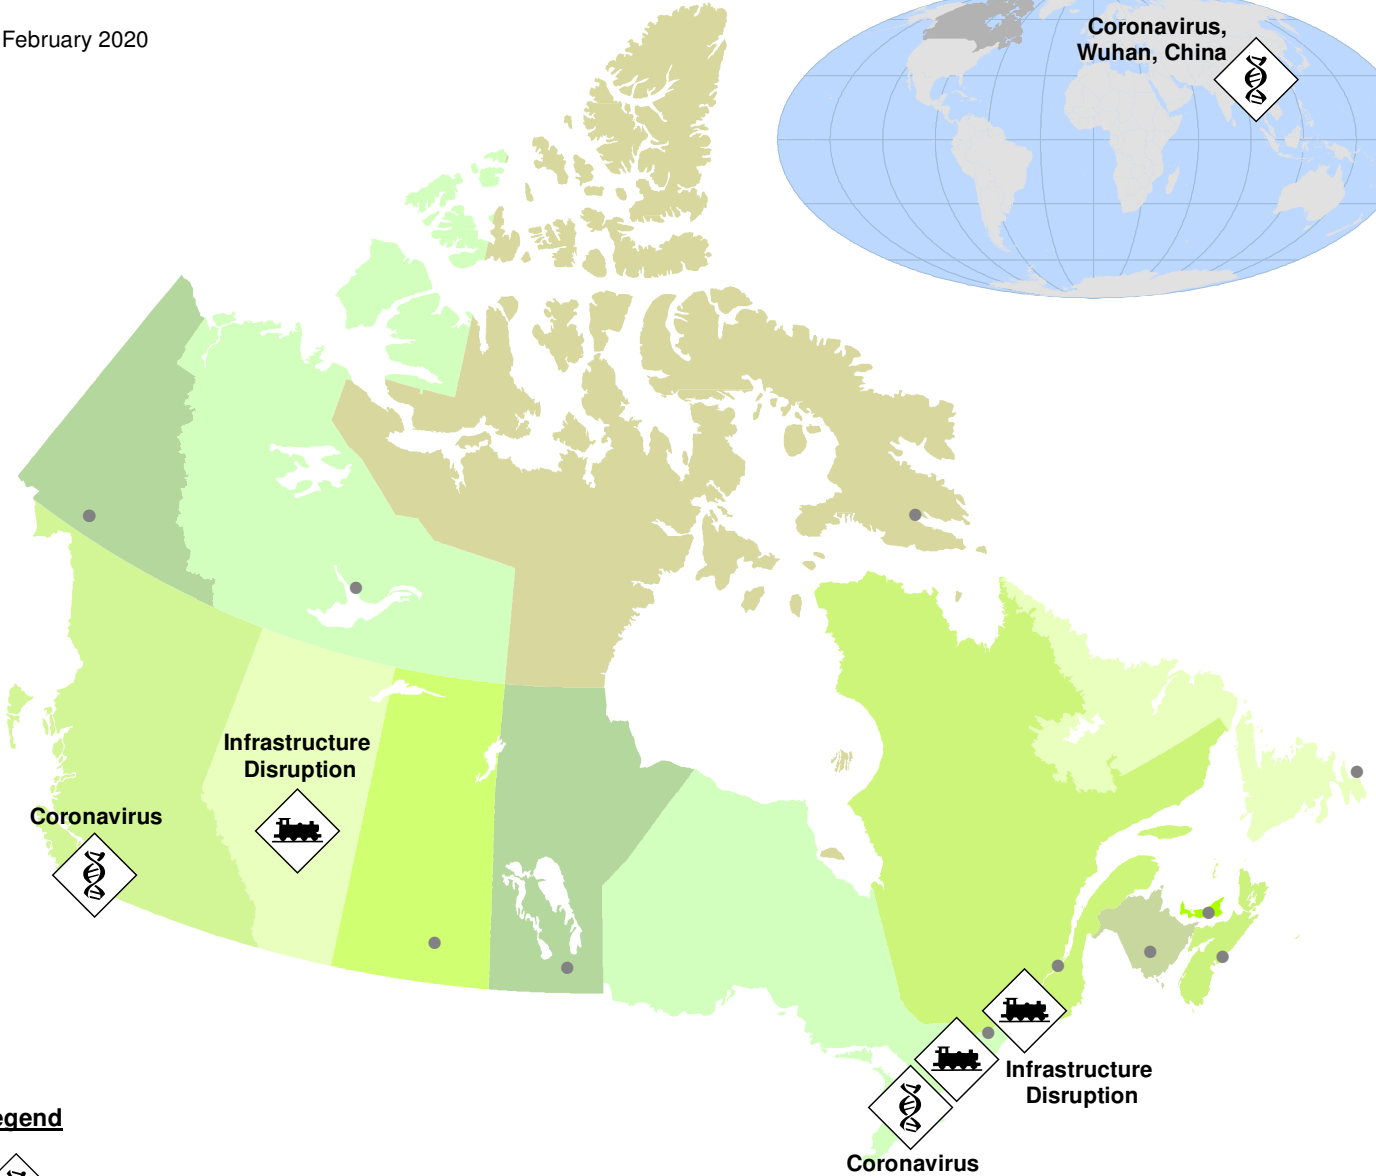 February 2020
Coronavirus,
Wuhan, China
Infrastructure
Disruption
Coronavirus
Infrastructure
Disruption
egend
Coronavirus